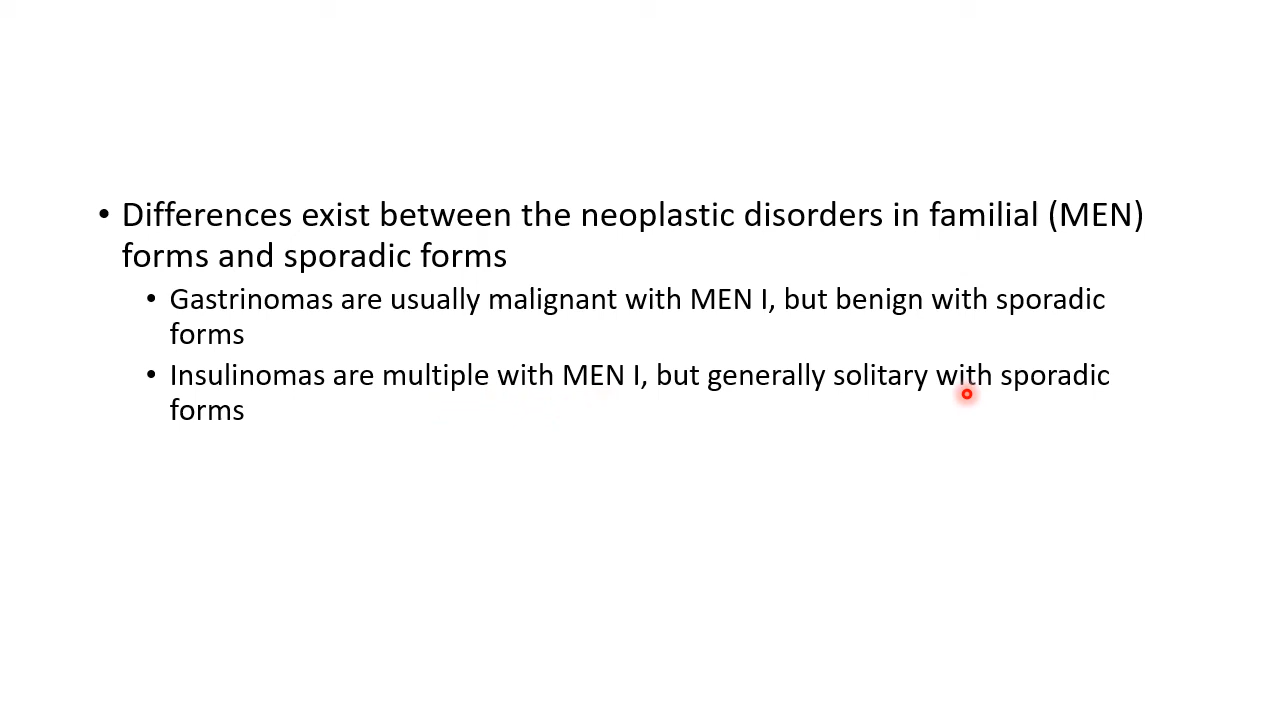 • Differences exist between the neoplastic disorders in familial (MEN)
forms and sporadic forms
• Gastrinomas are usually malignant with MEN I, but benign with sporadic
forms
• Insulinomas are multiple with MEN I, but generally solitary with sporadic
forms